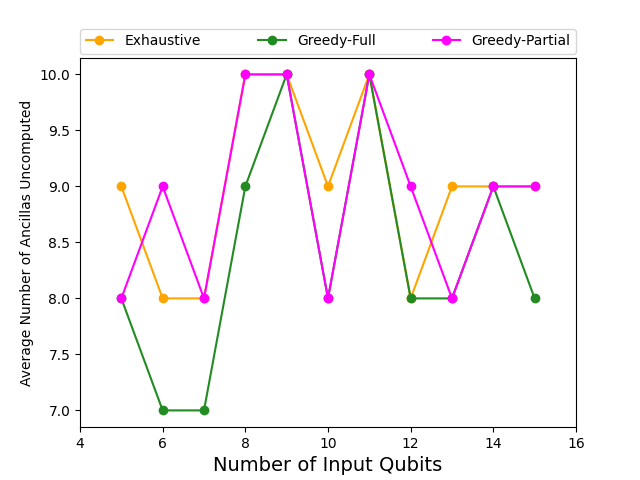 Exhaustive Greedy-Full Greedy-Partial
Average Number of Ancillas Uncomputed
10.0
9.5
9.0
8.5
8.0
7.5
7.0
4 6 8 10 12 14 16
Number of Input Qubits